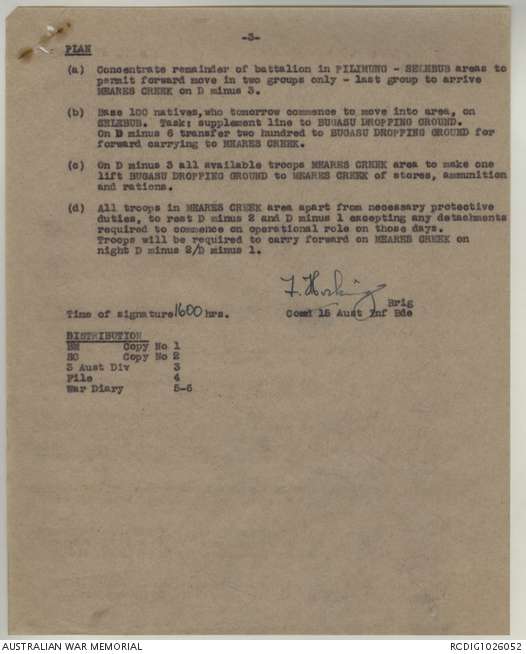 -3-
PLAN
(a) Concentrate remainder of battalion in PILIMUNG - SELEBUB areas to
permit forward move in two groups only - last group to arrive
MEARES CREEK on D minus 3.
(b) Base 100 natives, who tomorrow commence to move into area, on
SELEBUB. Task: supplement line to BUGASU DROPPING GROUND.
On D minus 6 transfer two hundred to BUGASU DROPPING GROUND for
forward carrying to MEARES CREEK.
(c) On D minus 3 all available troops MEARES CREEK area to make one
lift BUGASU DROPPING GROUND to MEARES CREEK of stores, ammunition
and rations.
(d) All troops in MEARES CREEK area apart from necessary protective
duties, to rest D minus 2 and D minus 1 excepting any detachments
required to commence on operational role on those days.
Troops will be required to carry forward on MEARES CREEK on
night D minus 2/D minus 1.
Brig
Time of signature 1600 hrs. Comd 15 Aust Inf Bde
DISTRIBUTION
BM Copy No 1
SC Copy No 2
3 Aust Div 3
File 4
War Diary 5-6
AUSTRALIAN WAR MEMORIAL RCDIG1026052